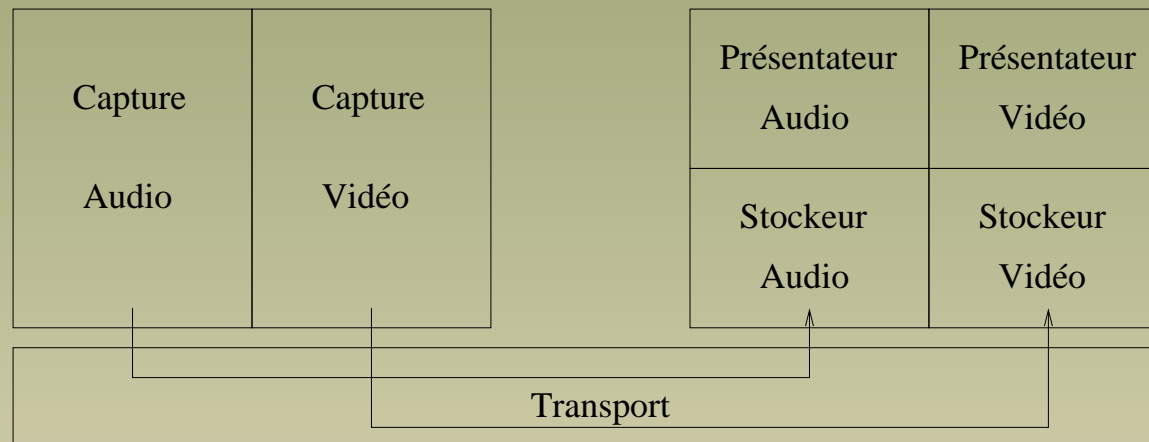 Capture
Audio
Capture
Vidéo
Présentateur
Audio
Présentateur
Vidéo
Stockeur
Audio
Stockeur
Vidéo
Transport